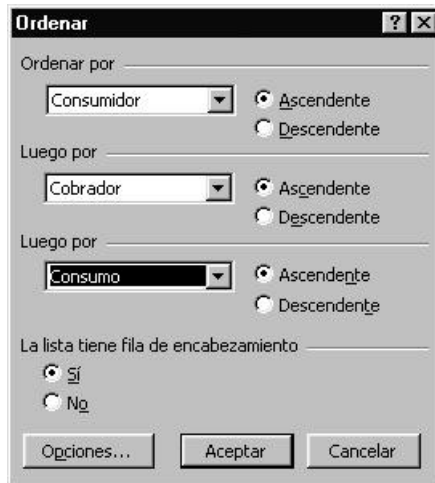 Ordenar
Ordenar por
Consumidor
Ascendente
Descendente
Luego por
Cobrador
Ascendente
Descendente
Luego por
Consumo
Ascendente
Descendente
La lista tiene fila de encabezamiento
Sí
No
Opciones... Aceptar Cancelar